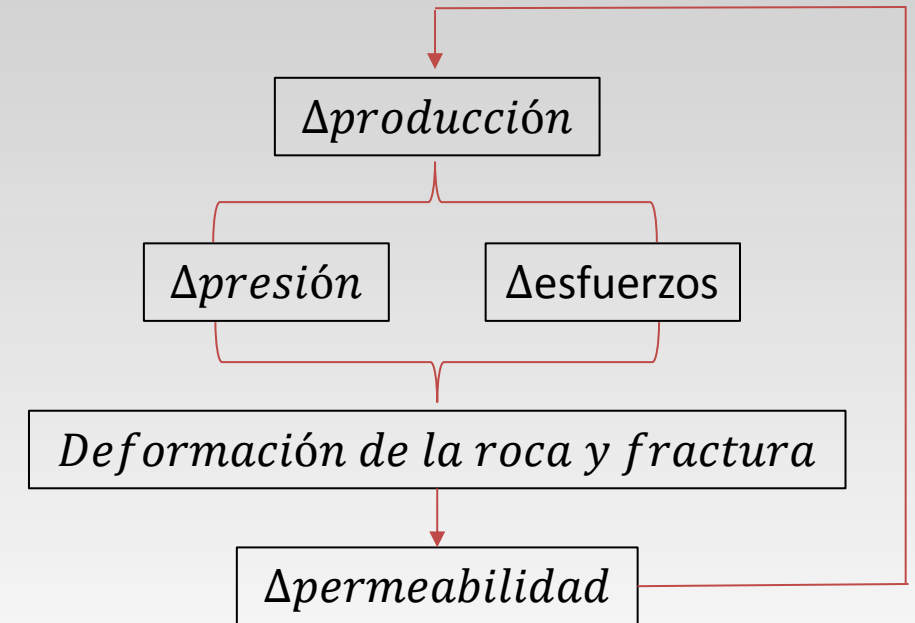 Δproducción
Δpresión
Δesfuerzos
Deformación de la roca y fractura
Δpermeabilidad